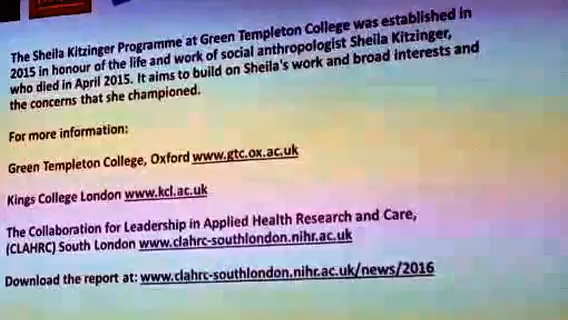 The Sheila Kitzinger Programme at Green Templeton College was established in
2015 in honour of the life and work of social anthropologist Sheila Kitzinger,
who died in April 2015. It aims to build on Sheila's work and broad interests and
the concerns that she championed.
For more information:
Green Templeton College, Oxford www.gtc.ox.ac.uk
Kings College London www.kcl.ac.uk
The Collaboration for Leadership in Applied Health Research and Care,
(CLAHRC) South London www.clahrc-southlondon.nihr.ac.uk
Download the report at: www.clahrc-southlondon.nihr.ac.uk/news/2016